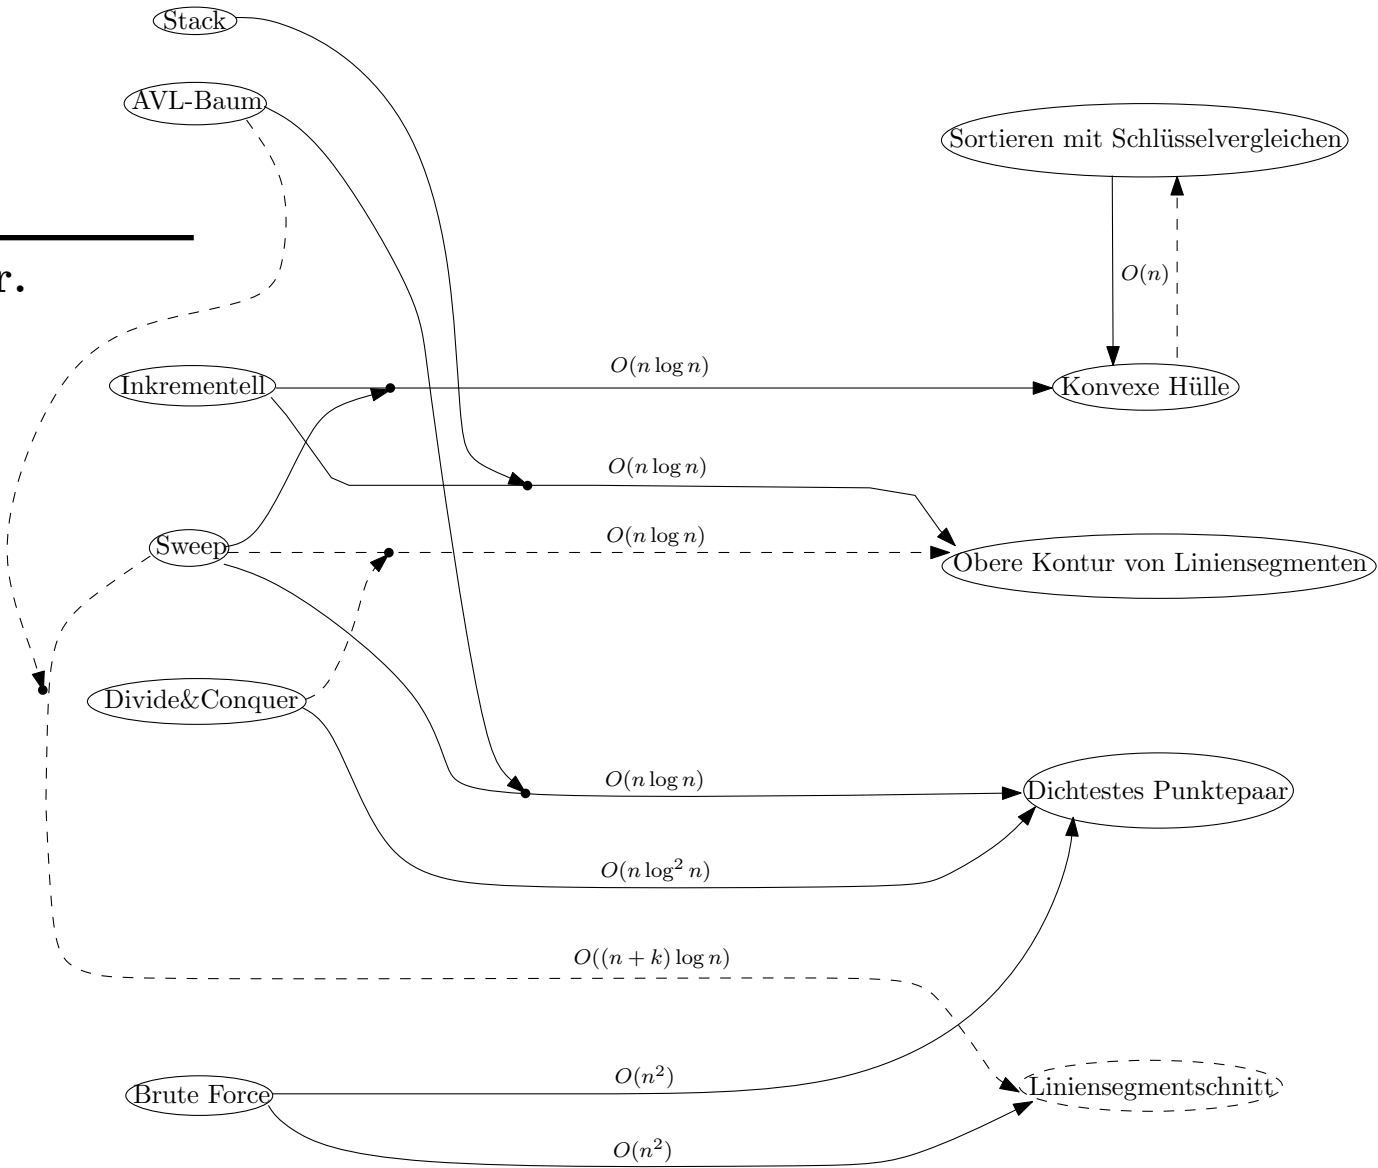 Stack
AVL-Baum
Sortieren mit Schlüsselvergleichen
r.
O(n)
Inkrementell
O(n log n)
Konvexe Hülle
O(n log n)
Sweep
O(n log n)
Obere Kontur von Liniensegmenten
Divide&Conquer
O(n log n)
Dichtestes Punktepaar
O(n log² n)
O((n + k) log n)
Brute Force
O(n²)
Liniensegmentschnitt
O(n²)